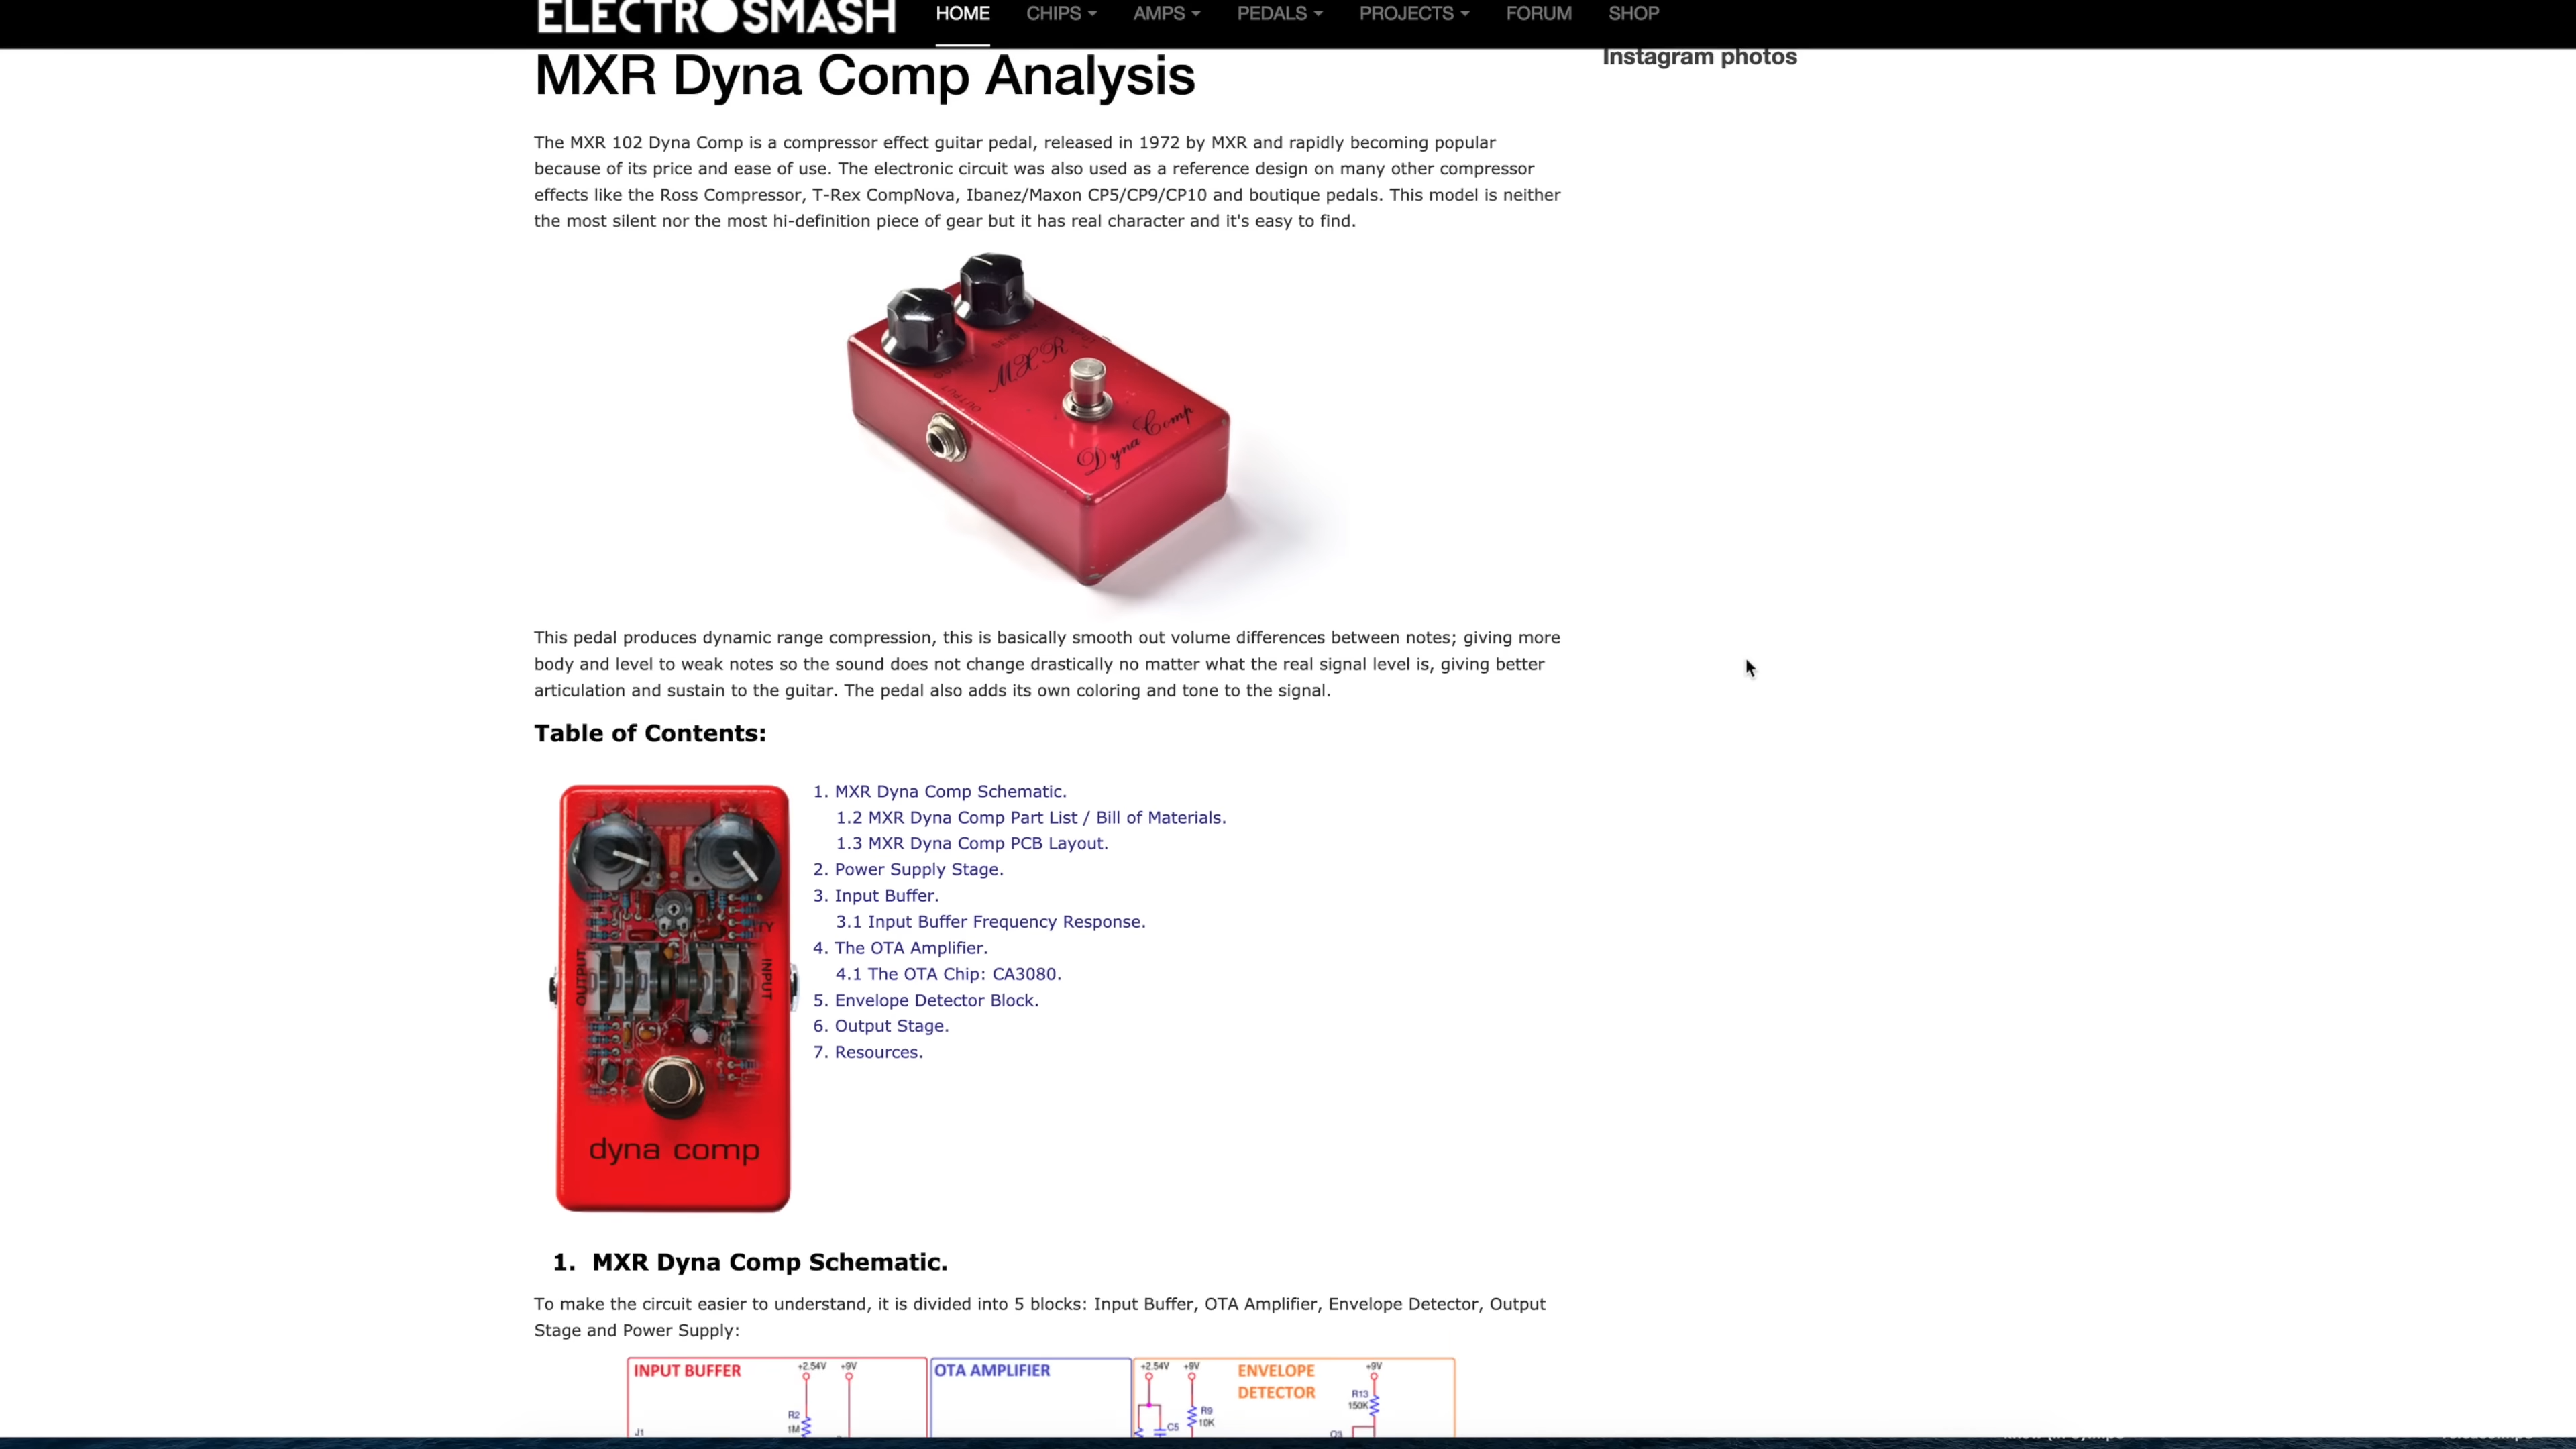 ELECTROSMASH HOME CHIPS AMPS PEDALS PROJECTS FORUM SHOP
Instagram photos
MXR Dyna Comp Analysis
The MXR 102 Dyna Comp is a compressor effect guitar pedal, released in 1972 by MXR and rapidly becoming popular
because of its price and ease of use. The electronic circuit was also used as a reference design on many other compressor
effects like the Ross Compressor, T-Rex CompNova, Ibanez/Maxon CP5/CP9/CP10 and boutique pedals. This model is neither
the most silent nor the most hi-definition piece of gear but it has real character and it's easy to find.
MXR
OUTPUT
Dyna Comp
This pedal produces dynamic range compression, this is basically smooth out volume differences between notes; giving more
body and level to weak notes so the sound does not change drastically no matter what the real signal level is, giving better
articulation and sustain to the guitar. The pedal also adds its own coloring and tone to the signal.
Table of Contents:
1. MXR Dyna Comp Schematic.
1.2 MXR Dyna Comp Part List / Bill of Materials.
1.3 MXR Dyna Comp PCB Layout.
2. Power Supply Stage.
3. Input Buffer.
3.1 Input Buffer Frequency Response.
4. The OTA Amplifier.
4.1 The OTA Chip: CA3080.
5. Envelope Detector Block.
6. Output Stage.
7. Resources.
OUTPUT
INPUT
dyna comp
1. MXR Dyna Comp Schematic.
To make the circuit easier to understand, it is divided into 5 blocks: Input Buffer, OTA Amplifier, Envelope Detector, Output
Stage and Power Supply:
INPUT BUFFER +2.54V +9V OTA AMPLIFIER +2.54V +9V ENVELOPE +9V
DETECTOR
R13
150K
R2
1M
R9
10K
C5
J1
Q3